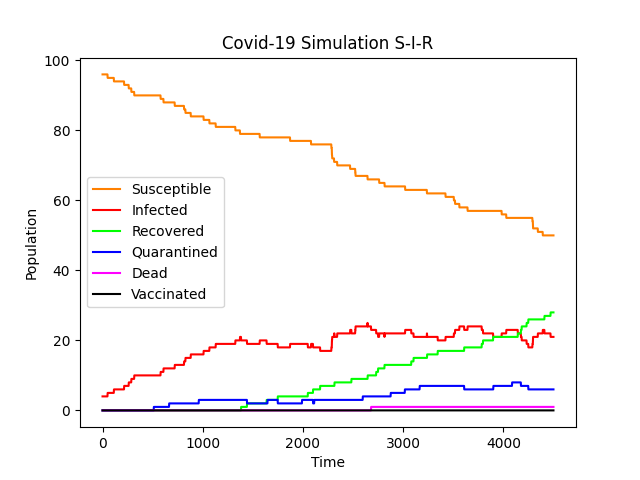 Covid-19 Simulation S-I-R
100
80
60
40
20
0
Population
Susceptible
Infected
Recovered
Quarantined
Dead
Vaccinated
0 1000 2000 3000 4000
Time